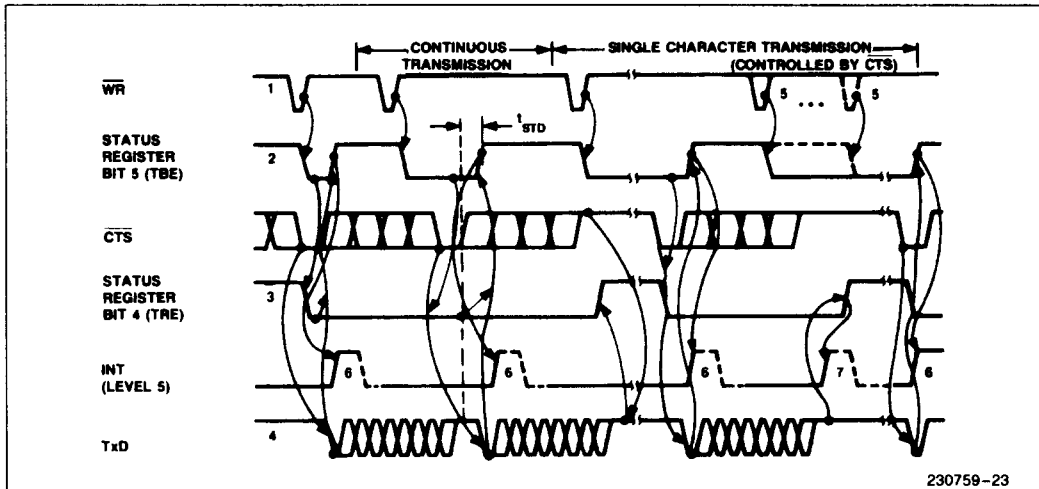 CONTINUOUS
TRANSMISSION
SINGLE CHARACTER TRANSMISSION
(CONTROLLED BY CTS)
WR
1
5
...
5
STATUS
REGISTER
BIT 5 (TBE)
2
tSTD
CTS
STATUS
REGISTER
BIT 4 (TRE)
3
INT
(LEVEL 5)
6
6
6
7
6
TxD
4
230759–23